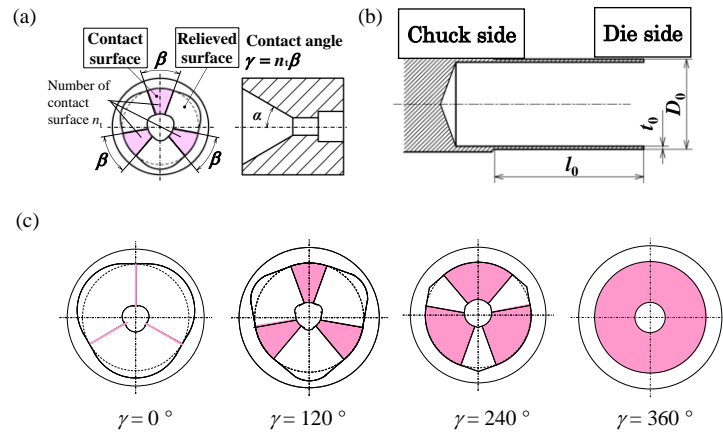 (a)
Contact
surface
β
Relieved
surface
Contact angle
γ = nₜβ
Number of
contact
surface nₜ
β
β
α
(b)
Chuck side
Die side
t₀
D₀
l₀
(c)
γ = 0 °
γ = 120 °
γ = 240 °
γ = 360 °